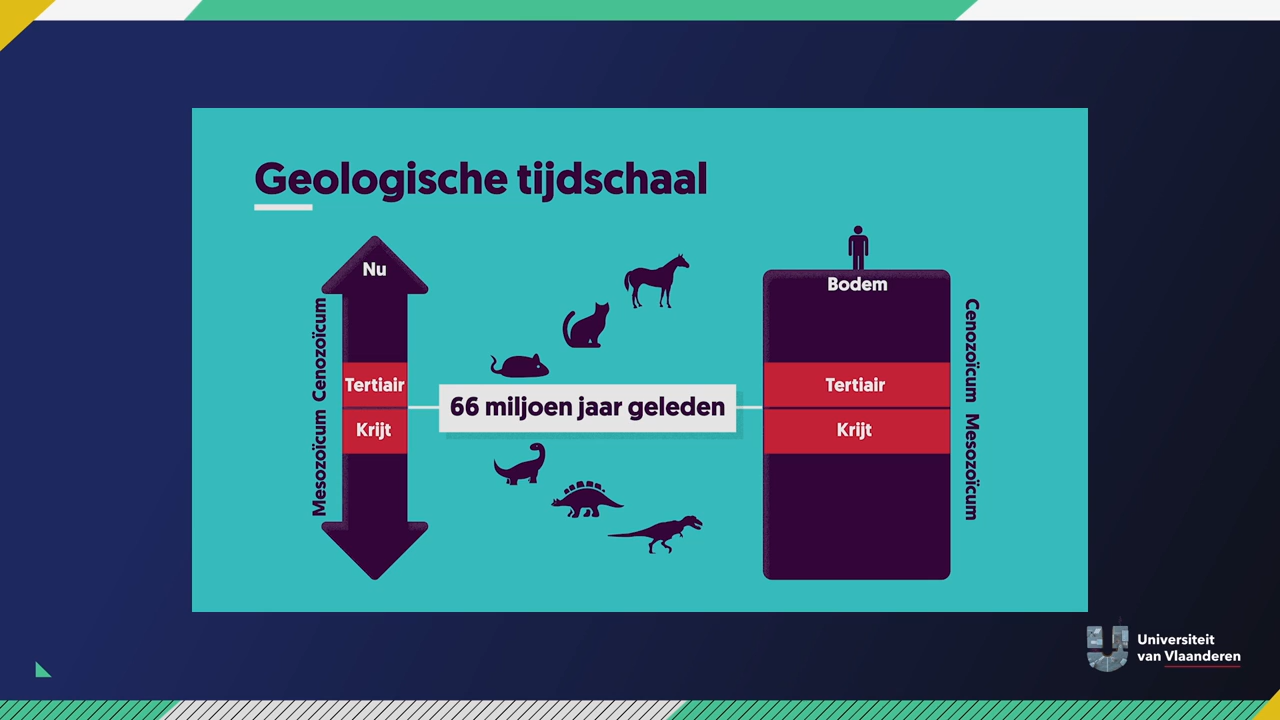 Geologische tijdschaal
Nu
Mesozoïcum Cenozoïcum
Tertiair
Krijt
66 miljoen jaar geleden
Bodem
Tertiair
Krijt
Cenozoïcum Mesozoïcum
Universiteit
van Vlaanderen